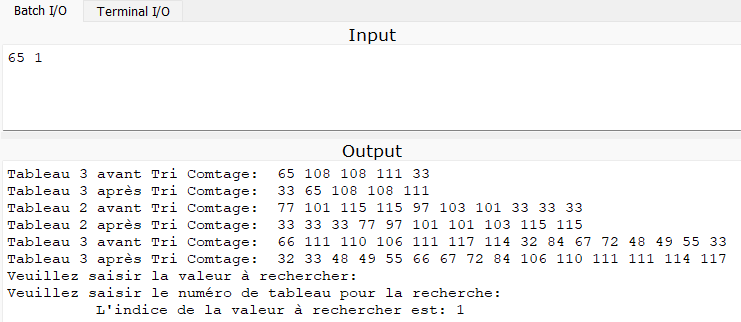 Batch I/O
Terminal I/O
Input
65 1
Output
Tableau 3 avant Tri Comtage: 65 108 108 111 33
Tableau 3 après Tri Comtage: 33 65 108 108 111
Tableau 2 avant Tri Comtage: 77 101 115 115 97 103 101 33 33 33
Tableau 2 après Tri Comtage: 33 33 33 77 97 101 101 103 115 115
Tableau 3 avant Tri Comtage: 66 111 110 106 111 117 114 32 84 67 72 48 49 55 33
Tableau 3 après Tri Comtage: 32 33 48 49 55 66 67 72 84 106 110 111 111 114 117
Veuillez saisir la valeur à rechercher:
Veuillez saisir le numéro de tableau pour la recherche:
L'indice de la valeur à rechercher est: 1